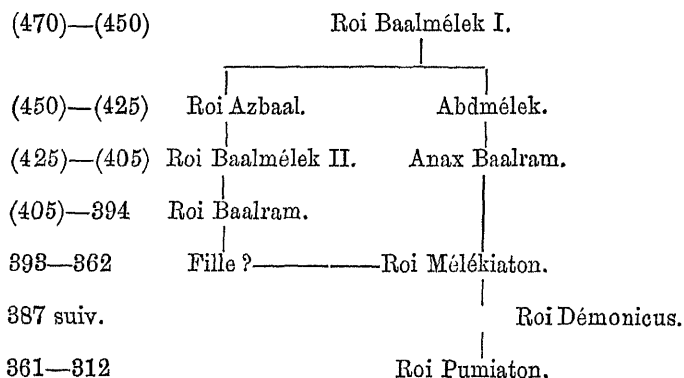 (470)—(450) Roi Baalmélek I.
(450)—(425) Roi Azbaal. Abdmélek.
(425)—(405) Roi Baalmélek II. Anax Baalram.
(405)—394 Roi Baalram.
393—362 Fille ?———Roi Mélékiaton.
387 suiv. Roi Démonicus.
361—312 Roi Pumiaton.